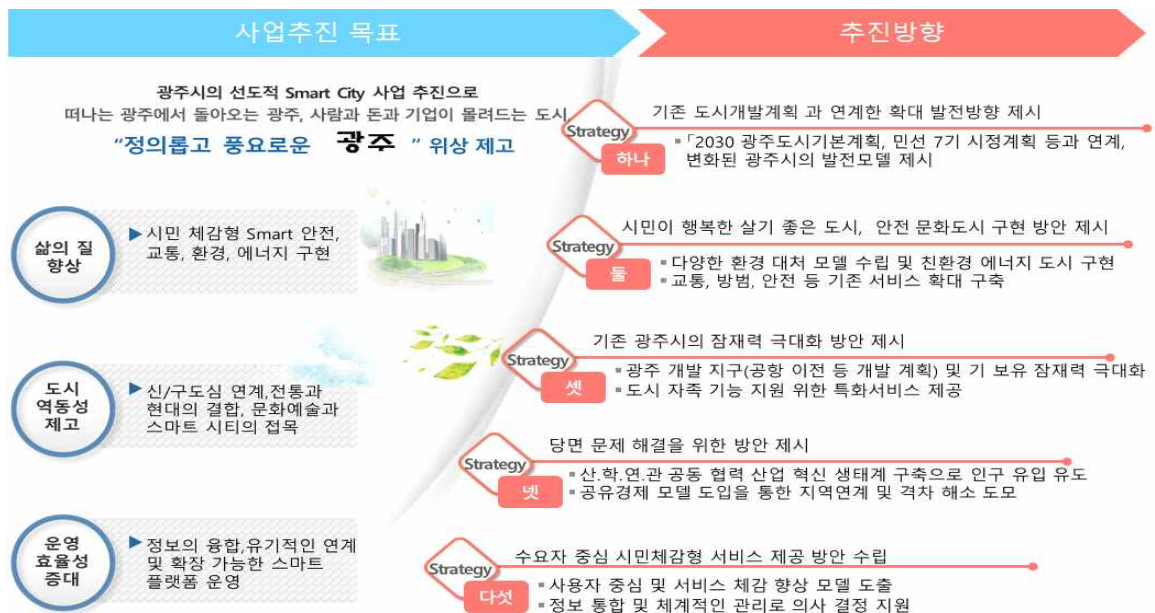 사업추진 목표
추진방향
광주시의 선도적 Smart City 사업 추진으로
떠나는 광주에서 돌아오는 광주, 사람과 돈과 기업이 몰려드는 도시
“정의롭고 풍요로운 광주 ” 위상 제고
삶의 질
향상
▶시민 체감형 Smart 안전,
교통, 환경, 에너지 구현
도시
역동성
제고
▶신/구도심 연계,전통과
현대의 결합, 문화예술과
스마트 시티의 접목
운영
효율성
증대
▶정보의 융합,유기적인 연계
및 확장 가능한 스마트
플랫폼 운영
Strategy
하나
기존 도시개발계획 과 연계한 확대 발전방향 제시
▪「2030 광주도시기본계획, 민선 7기 시정계획 등과 연계,
변화된 광주시의 발전모델 제시
Strategy
둘
시민이 행복한 살기 좋은 도시, 안전 문화도시 구현 방안 제시
▪다양한 환경 대처 모델 수립 및 친환경 에너지 도시 구현
▪교통, 방범, 안전 등 기존 서비스 확대 구축
Strategy
셋
기존 광주시의 잠재력 극대화 방안 제시
▪광주 개발 지구(공항 이전 등 개발 계획) 및 기 보유 잠재력 극대화
▪도시 자족 기능 지원 위한 특화서비스 제공
Strategy
넷
당면 문제 해결을 위한 방안 제시
▪산.학.연.관 공동 협력 산업 혁신 생태계 구축으로 인구 유입 유도
▪공유경제 모델 도입을 통한 지역연계 및 격차 해소 도모
Strategy
다섯
수요자 중심 시민체감형 서비스 제공 방안 수립
▪사용자 중심 및 서비스 체감 향상 모델 도출
▪정보 통합 및 체계적인 관리로 의사 결정 지원